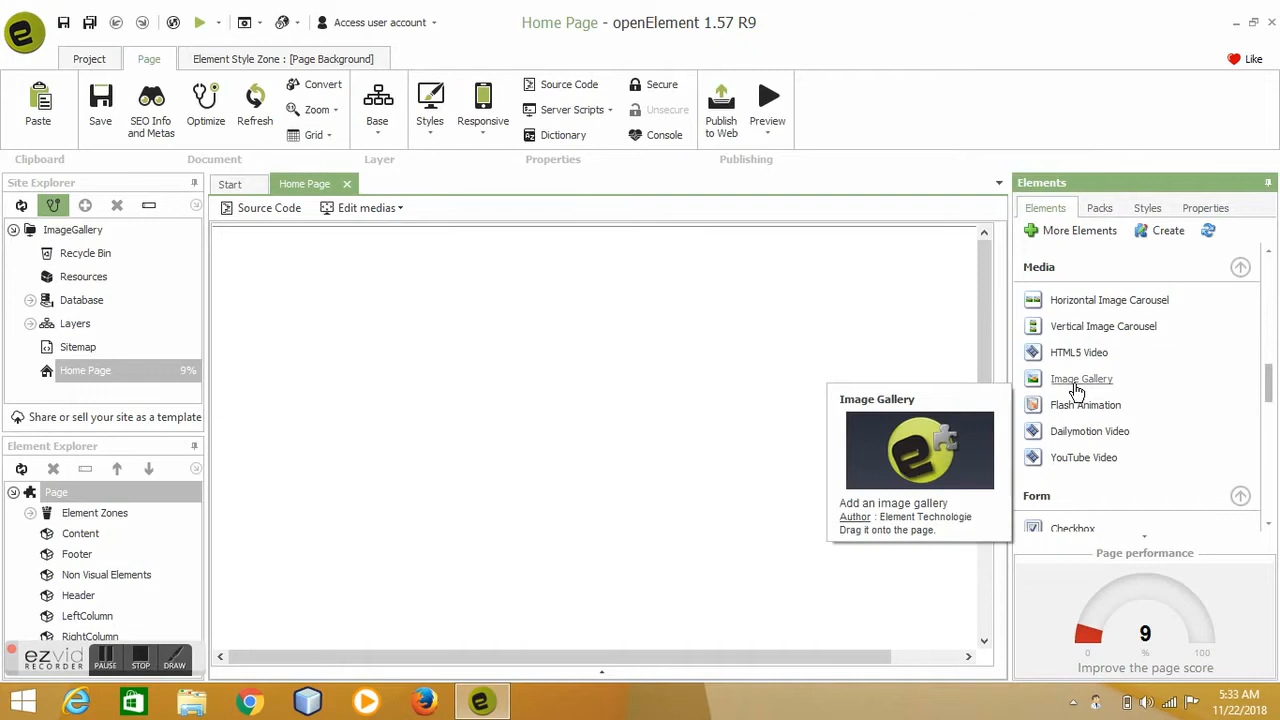 Access user account
Home Page - openElement 1.57 R9
Project
Page
Element Style Zone : [Page Background]
Like
Paste
Save
SEO Info
and Metas
Optimize
Refresh
Convert
Zoom
Grid
Base
Styles
Responsive
Source Code
Server Scripts
Dictionary
Secure
Unsecure
Console
Publish
to Web
Preview
Clipboard
Document
Layer
Properties
Publishing
Site Explorer
ImageGallery
Recycle Bin
Resources
Database
Layers
Sitemap
Home Page 9%
Share or sell your site as a template
Element Explorer
Page
Element Zones
Content
Footer
Non Visual Elements
Header
LeftColumn
RightColumn
ezvid
RECORDER
PAUSE
STOP
DRAW
Start
Home Page
Source Code
Edit medias
Image Gallery
Add an image gallery
Author : Element Technologie
Drag it onto the page.
Elements
Elements
Packs
Styles
Properties
More Elements
Create
Media
Horizontal Image Carousel
Vertical Image Carousel
HTML5 Video
Image Gallery
Flash Animation
Dailymotion Video
YouTube Video
Form
Checkbox
Page performance
9
0 % 100
Improve the page score
5:33 AM
11/22/2018